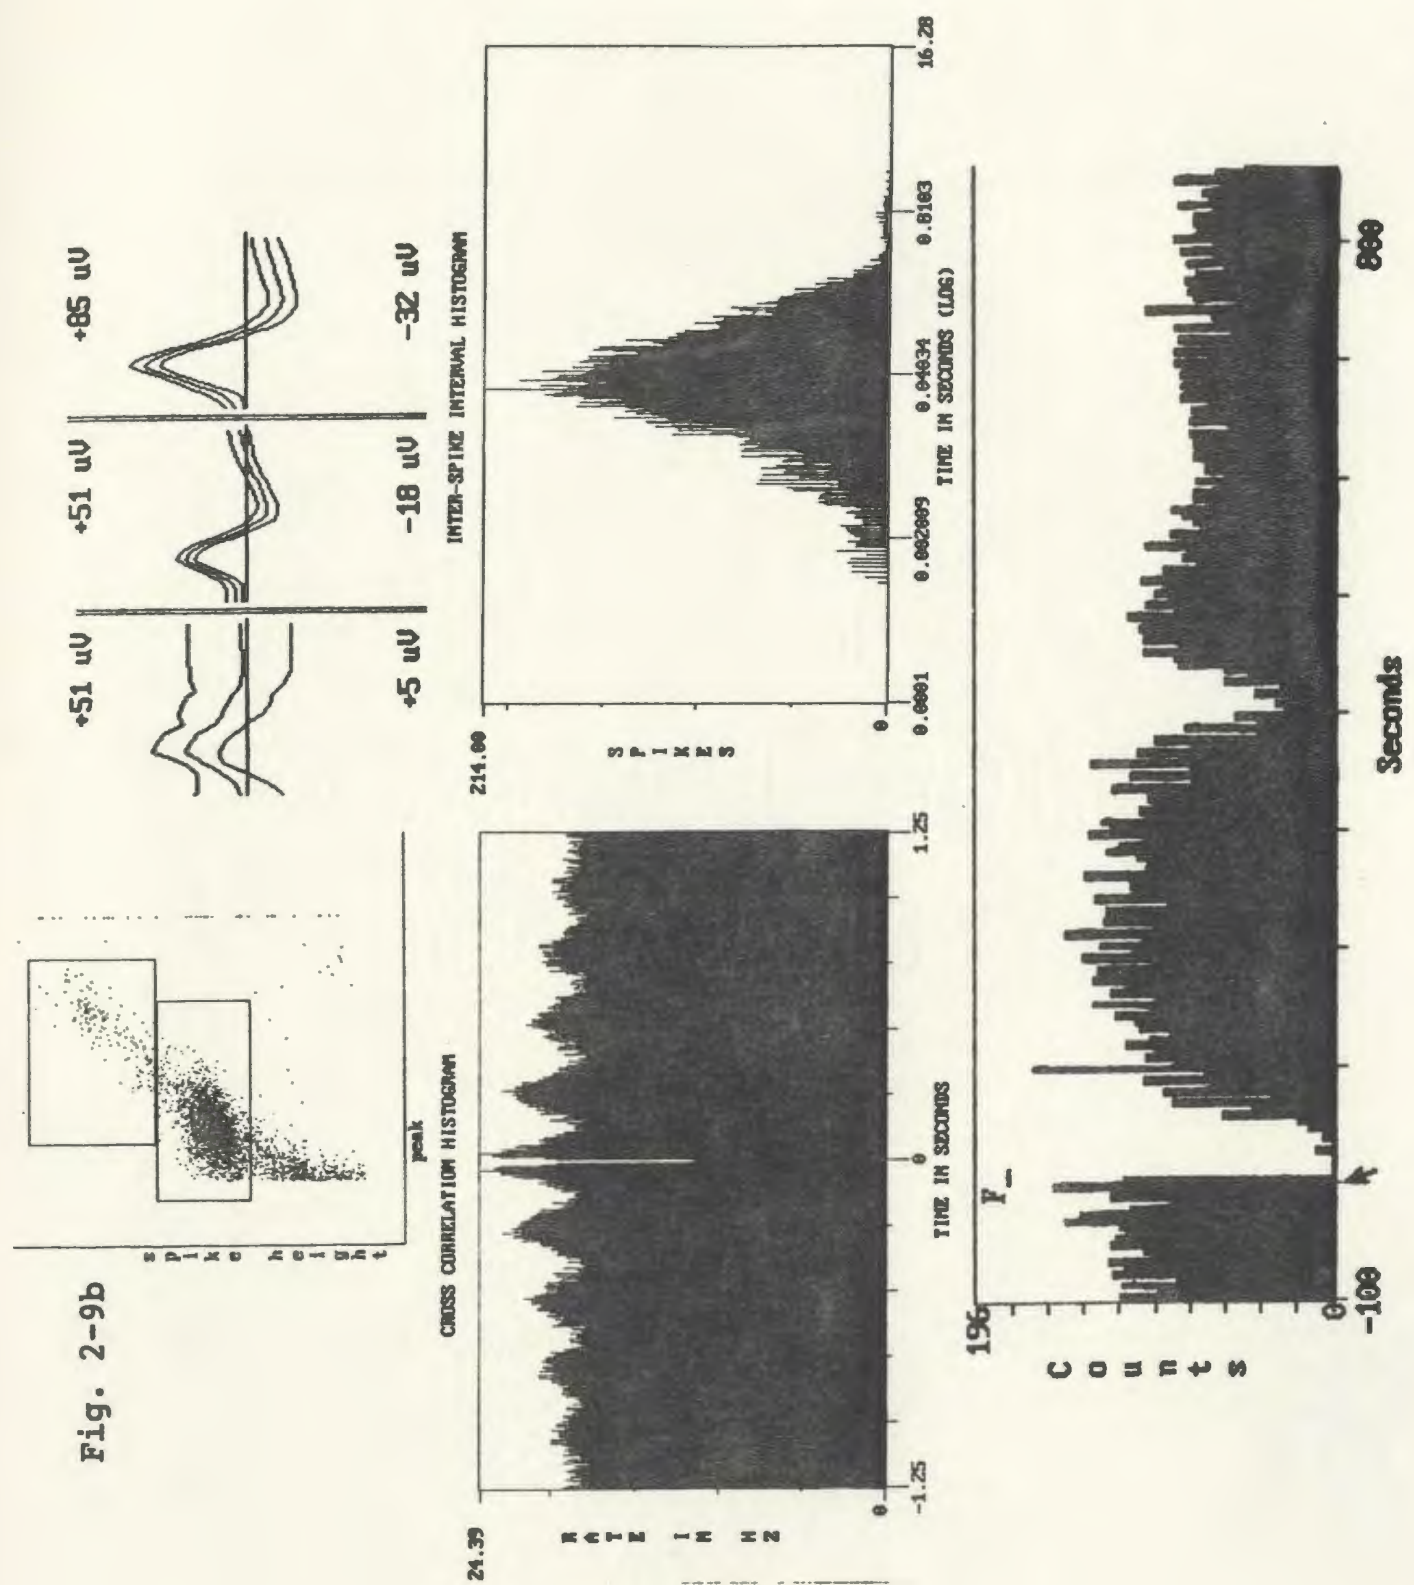 Fig. 2-9b
spike height
peak
+51 uV
+51 uV
+85 uV
+5 uV
-18 uV
-32 uV
CROSS CORRELATION HISTOGRAM
24.39
RATE IN HZ
0
-1.25
0
1.25
TIME IN SECONDS
INTER-SPIKE INTERVAL HISTOGRAM
214.00
SPIKES
0
0.0001
0.002009
0.04034
0.8103
16.28
TIME IN SECONDS (LOG)
F_
196
Counts
0
-100
800
Seconds